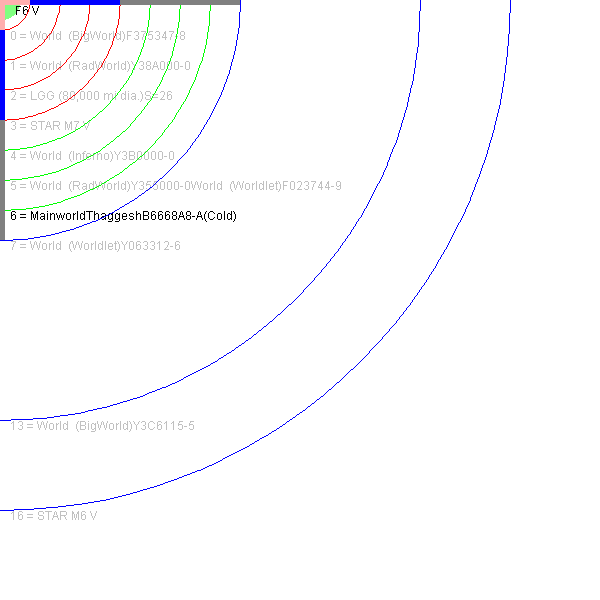 F6 V
0 = World  (BigWorld)F375347-8
1 = World  (RadWorld)Y38A000-0
2 = LGG (80,000 mi dia.)S=26
3 = STAR M7 V
4 = World  (Inferno)Y3B0000-0
5 = World  (RadWorld)Y355000-0World  (Worldlet)F023744-9
6 = MainworldThaggeshB6668A8-A(Cold)
7 = World  (Worldlet)Y063312-6
13 = World  (BigWorld)Y3C6115-5
16 = STAR M6 V